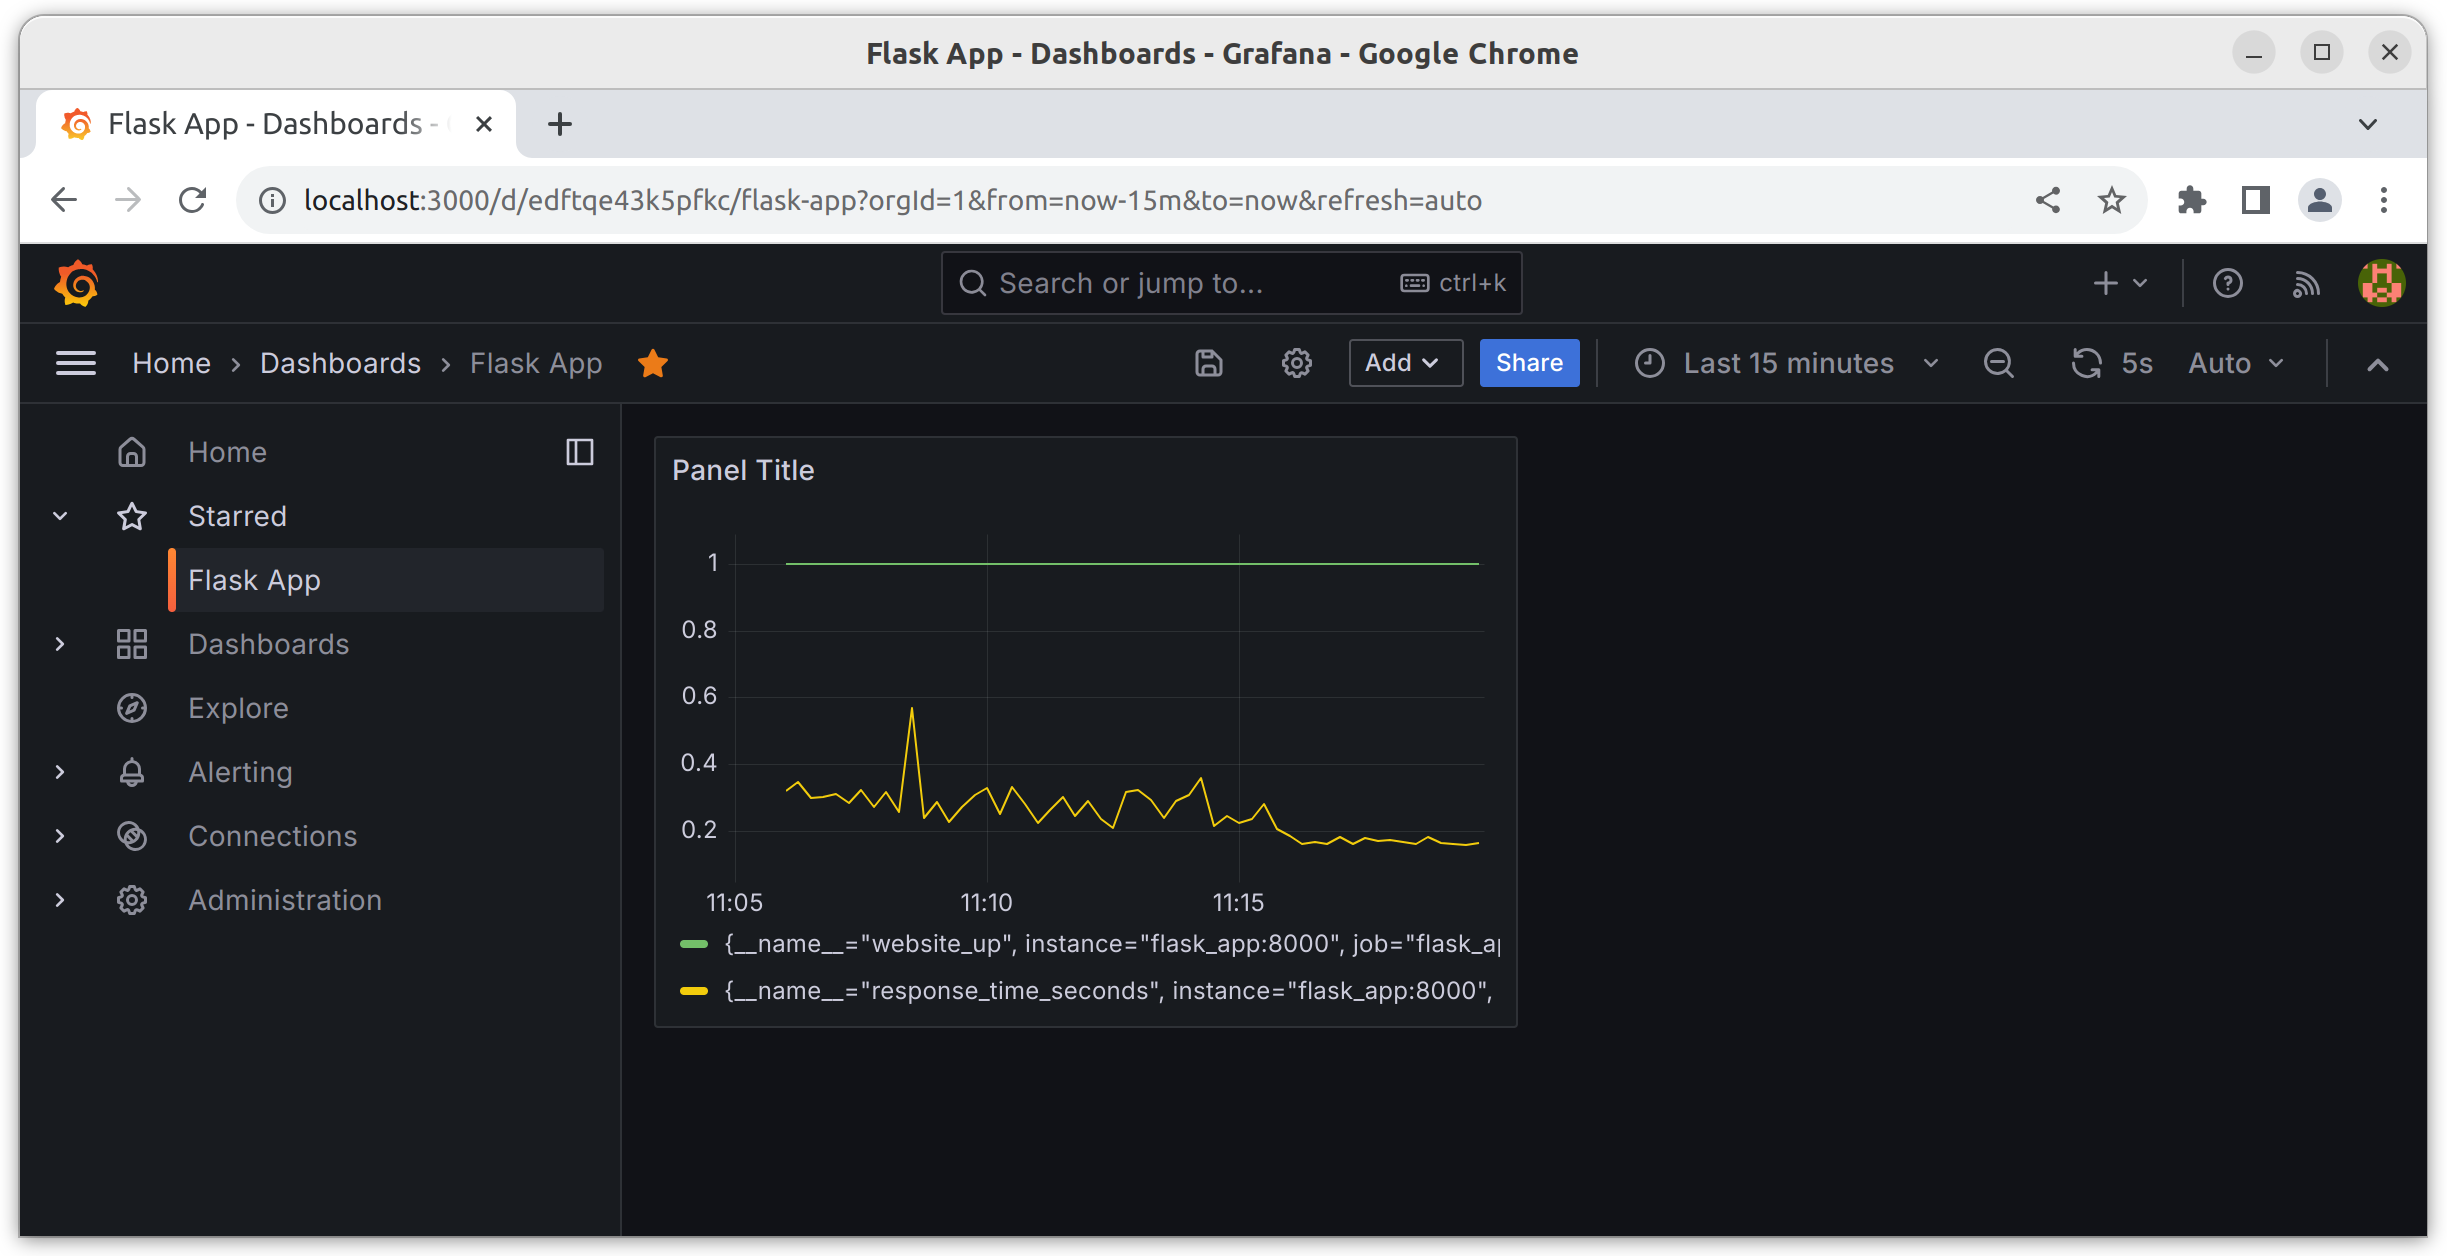 Flask App - Dashboards - Grafana - Google Chrome
Flask App - Dashboards -
localhost:3000/d/edftqe43k5pfkc/flask-app?orgId=1&from=now-15m&to=now&refresh=auto
Search or jump to... ctrl+k
Home › Dashboards › Flask App
Add Share Last 15 minutes 5s Auto
Home
Starred
Flask App
Dashboards
Explore
Alerting
Connections
Administration
Panel Title
1
0.8
0.6
0.4
0.2
11:05 11:10 11:15
{__name__="website_up", instance="flask_app:8000", job="flask_ap
{__name__="response_time_seconds", instance="flask_app:8000",